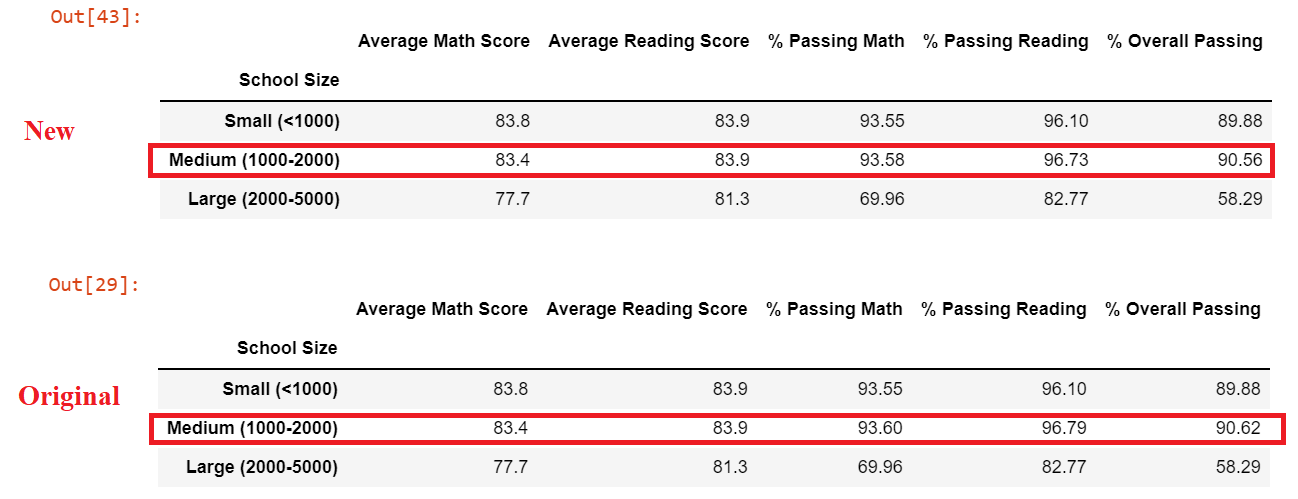 Out[43]:
Average Math Score Average Reading Score % Passing Math % Passing Reading % Overall Passing
School Size
Small (<1000) 83.8 83.9 93.55 96.10 89.88
New
Medium (1000-2000) 83.4 83.9 93.58 96.73 90.56
Large (2000-5000) 77.7 81.3 69.96 82.77 58.29
Out[29]:
Average Math Score Average Reading Score % Passing Math % Passing Reading % Overall Passing
School Size
Small (<1000) 83.8 83.9 93.55 96.10 89.88
Original
Medium (1000-2000) 83.4 83.9 93.60 96.79 90.62
Large (2000-5000) 77.7 81.3 69.96 82.77 58.29